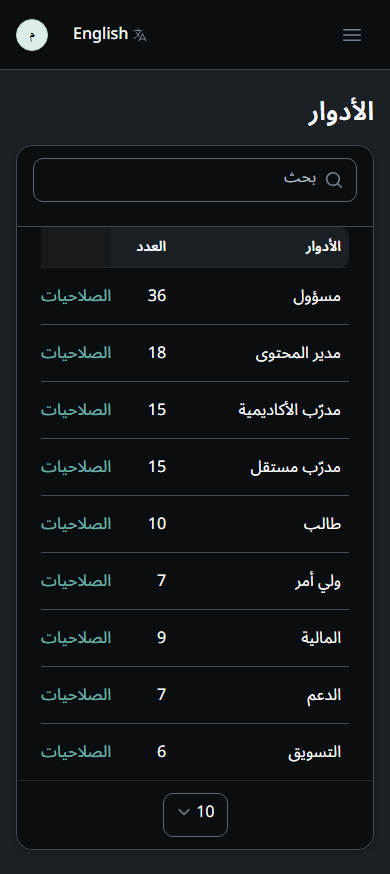 م English
الأدوار
بحث
الأدوار العدد
مسؤول 36 الصلاحيات
مدير المحتوى 18 الصلاحيات
مدرّب الأكاديمية 15 الصلاحيات
مدرّب مستقل 15 الصلاحيات
طالب 10 الصلاحيات
ولي أمر 7 الصلاحيات
المالية 9 الصلاحيات
الدعم 7 الصلاحيات
التسويق 6 الصلاحيات
10